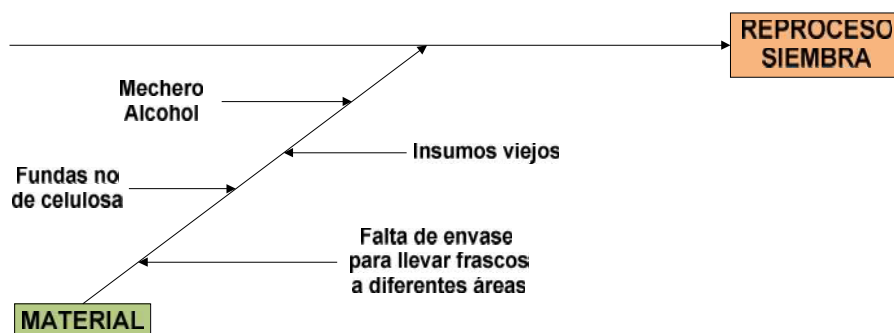 REPROCESO
SIEMBRA
Mechero
Alcohol
Insumos viejos
Fundas no
de celulosa
Falta de envase
para llevar frascos
a diferentes áreas
MATERIAL